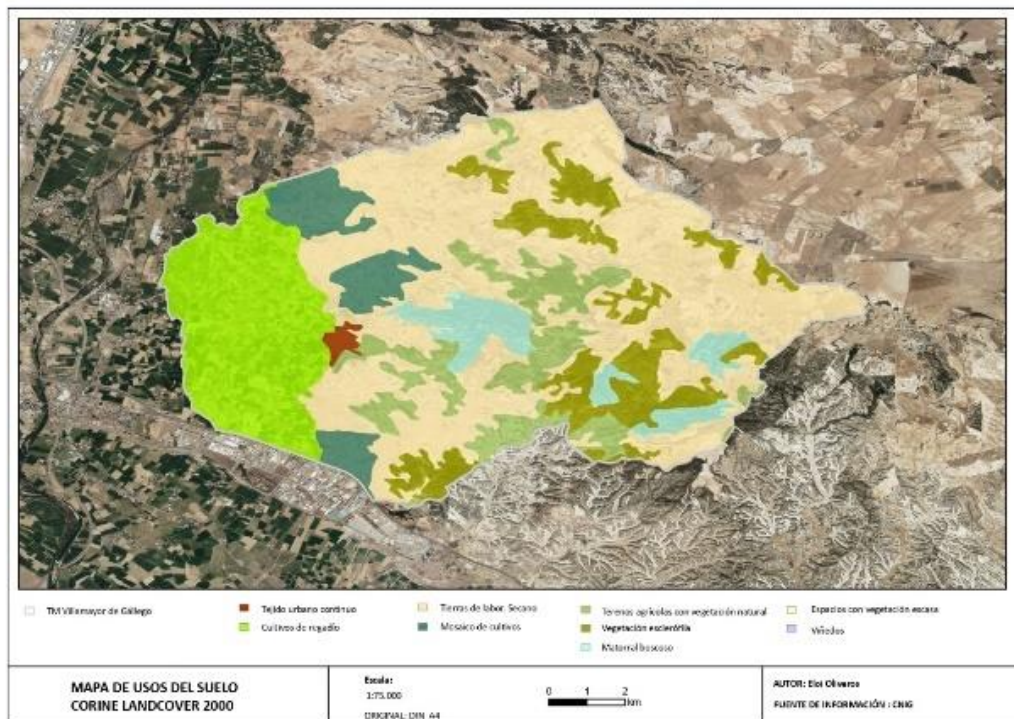 TM Villamayor de Gállego
Tejido urbano continuo
Cultivos de regadío
Tierras de labor. Secano
Mosaico de cultivos
Terenos agrícolas con vegetación natural
Vegetación esclerófila
Matorral boscoso
Espacios con vegetación escasa
Viñedos
MAPA DE USOS DEL SUELO
CORINE LANDCOVER 2000
Escala:
1:75.000
ORIGINAL: DIN A4
0 1 2
km
AUTOR: Eloi Oliveros
FUENTE DE INFORMACIÓN : CNIG